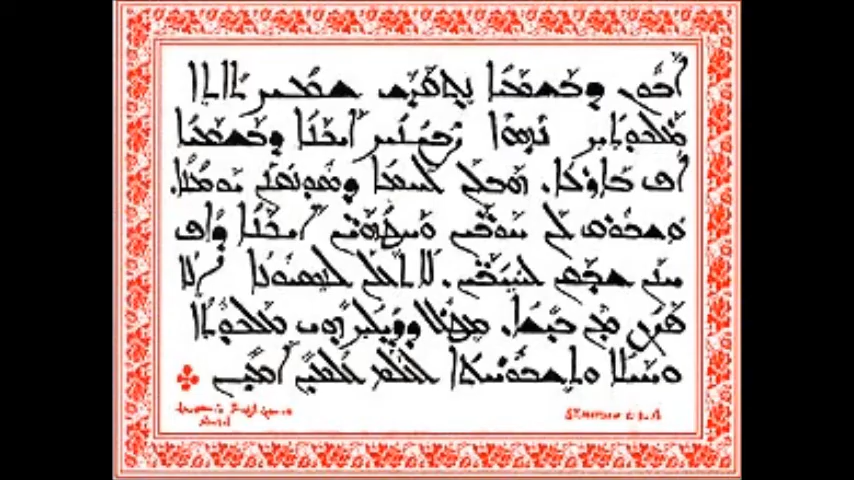 ܐܒܘܢ ܕܒܫܡܝܐ ܢܬܩܕܫ ܫܡܟ ܬܐܬܐ
ܡܠܟܘܬܟ ܢܗܘܐ ܨܒܝܢܟ ܐܝܟܢܐ ܕܒܫܡܝܐ
ܐܦ ܒܐܪܥܐ. ܗܒ ܠܢ ܠܚܡܐ ܕܣܘܢܩܢܢ ܝܘܡܢܐ.
ܘܫܒܘܩ ܠܢ ܚܘܒܝܢ ܘܚܛܗܝܢ ܐܝܟܢܐ ܕܐܦ
ܚܢܢ ܫܒܩܢ ܠܚܝܒܝܢ. ܠܐ ܬܥܠܢ ܠܢܣܝܘܢܐ ܐܠܐ
ܦܨܢ ܡܢ ܒܝܫܐ. ܡܛܠ ܕܕܝܠܟ ܗܝ ܡܠܟܘܬܐ
ܘܚܝܠܐ ܘܬܫܒܘܚܬܐ ܠܥܠܡ ܥܠܡܝܢ ܐܡܝܢ